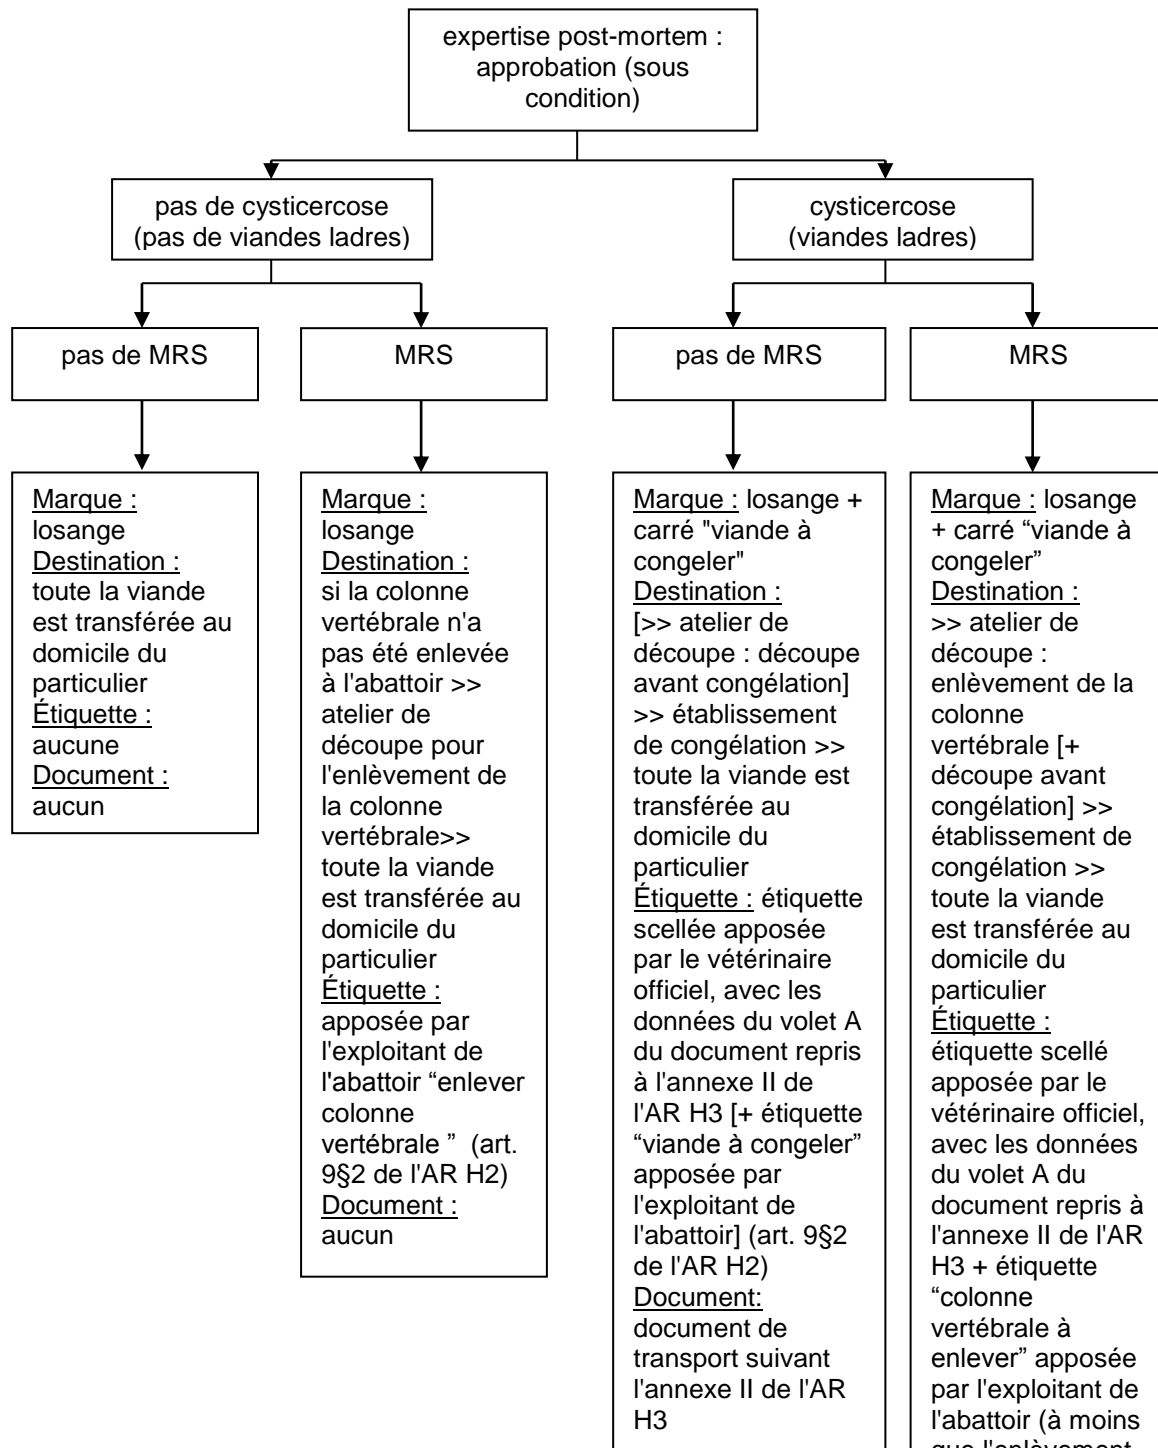 expertise post-mortem :
approbation (sous
condition)
pas de cysticercose
(pas de viandes ladres)
cysticercose
(viandes ladres)
pas de MRS
MRS
pas de MRS
MRS
Marque :
losange
Destination :
toute la viande
est transférée au
domicile du
particulier
Étiquette :
aucune
Document :
aucun
Marque :
losange
Destination :
si la colonne
vertébrale n'a
pas été enlevée
à l'abattoir >>
atelier de
découpe pour
l'enlèvement de
la colonne
vertébrale>>
toute la viande
est transférée au
domicile du
particulier
Étiquette :
apposée par
l'exploitant de
l'abattoir “enlever
colonne
vertébrale ” (art.
9§2 de l'AR H2)
Document :
aucun
Marque : losange +
carré "viande à
congeler"
Destination :
[>> atelier de
découpe : découpe
avant congélation]
>> établissement
de congélation >>
toute la viande est
transférée au
domicile du
particulier
Étiquette : étiquette
scellée apposée
par le vétérinaire
officiel, avec les
données du volet A
du document repris
à l'annexe II de
l'AR H3 [+ étiquette
“viande à congeler”
apposée par
l'exploitant de
l'abattoir] (art. 9§2
de l'AR H2)
Document:
document de
transport suivant
l'annexe II de l'AR
H3
Marque : losange
+ carré “viande à
congeler”
Destination :
>> atelier de
découpe :
enlèvement de la
colonne
vertébrale [+
découpe avant
congélation] >>
établissement de
congélation >>
toute la viande
est transférée au
domicile du
particulier
Étiquette :
étiquette scellé
apposée par le
vétérinaire officiel,
avec les données
du volet A du
document repris à
l'annexe II de l'AR
H3 + étiquette
“colonne
vertébrale à
enlever” apposée
par l'exploitant de
l'abattoir (à moins
que l'enlèvement